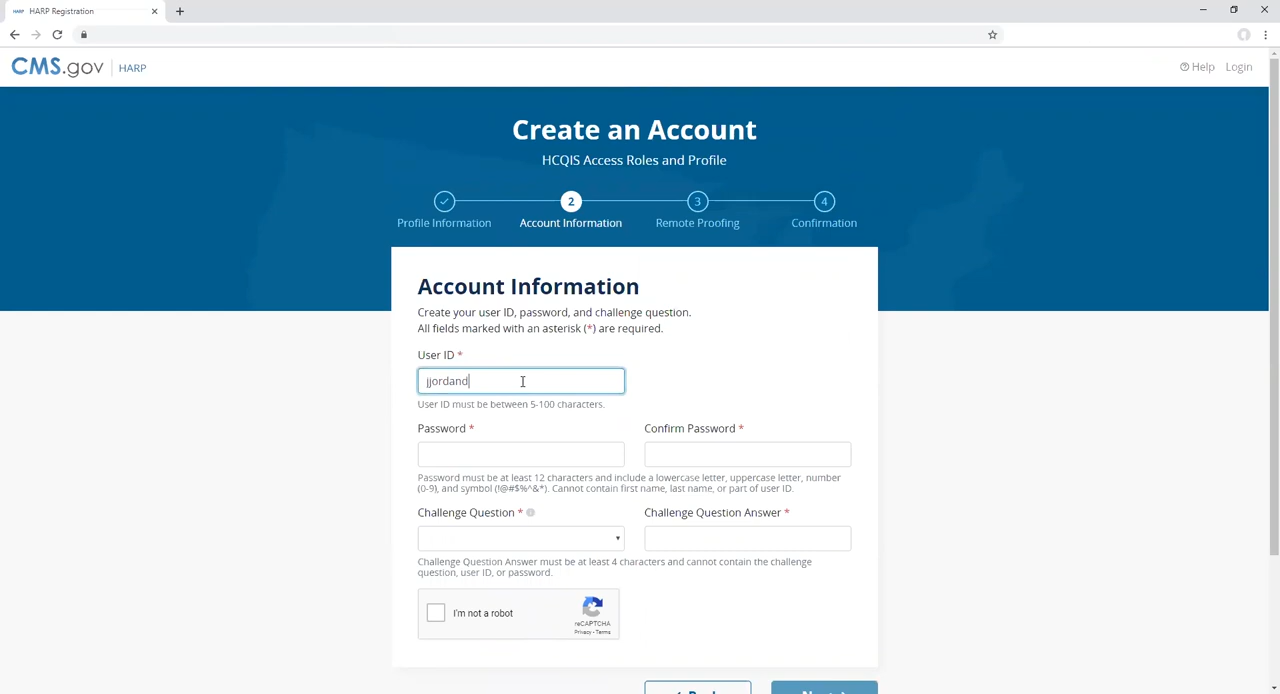 HARP HARP Registration
CMS.gov HARP
Help Login
Create an Account
HCQIS Access Roles and Profile
2 3 4
Profile Information Account Information Remote Proofing Confirmation
Account Information
Create your user ID, password, and challenge question.
All fields marked with an asterisk (*) are required.
User ID *
jjordand
User ID must be between 5-100 characters.
Password * Confirm Password *
Password must be at least 12 characters and include a lowercase letter, uppercase letter, number
(0-9), and symbol (!@#$%^&*). Cannot contain first name, last name, or part of user ID.
Challenge Question * Challenge Question Answer *
Challenge Question Answer must be at least 4 characters and cannot contain the challenge
question, user ID, or password.
I'm not a robot
reCAPTCHA
Privacy - Terms